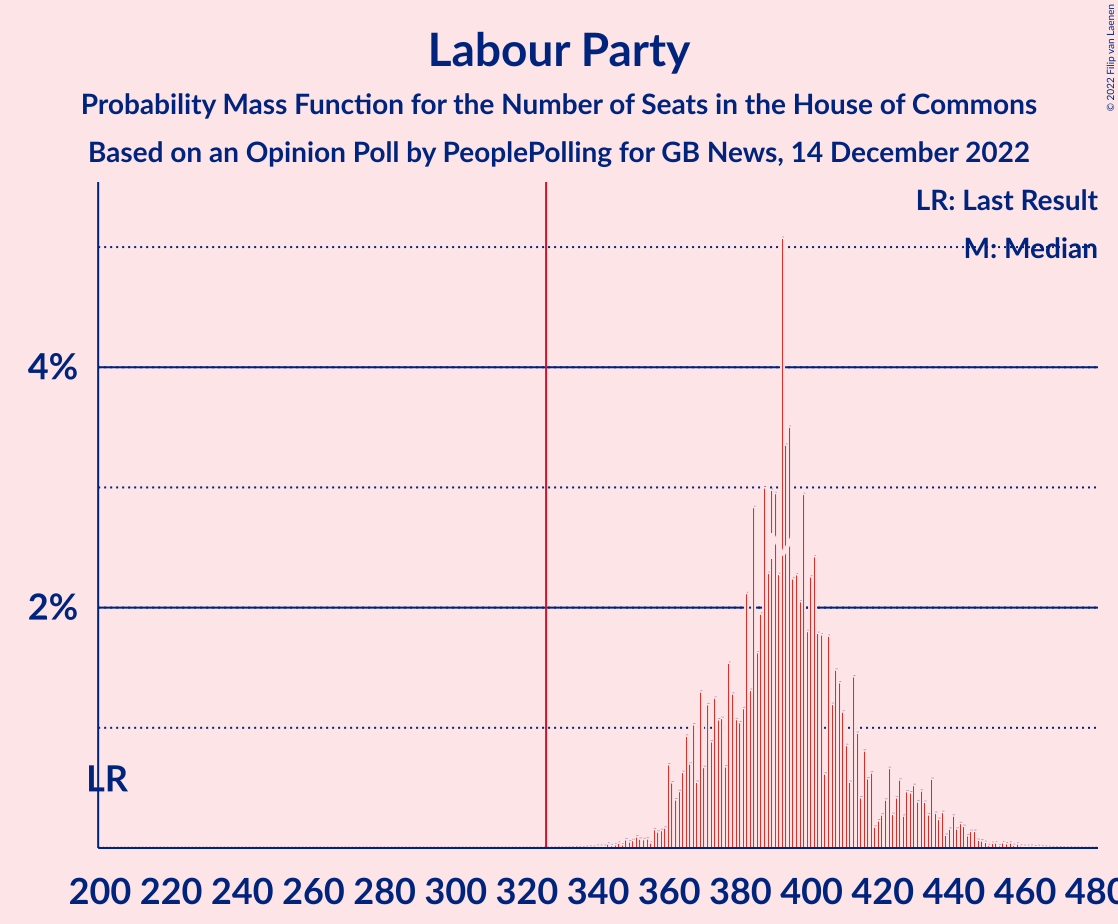 Labour Party
Probability Mass Function for the Number of Seats in the House of Commons
Based on an Opinion Poll by PeoplePolling for GB News, 14 December 2022
© 2022 Filip van Laenen
LR: Last Result
M: Median
4%
2%
LR
200 220 240 260 280 300 320 340 360 380 400 420 440 460 480